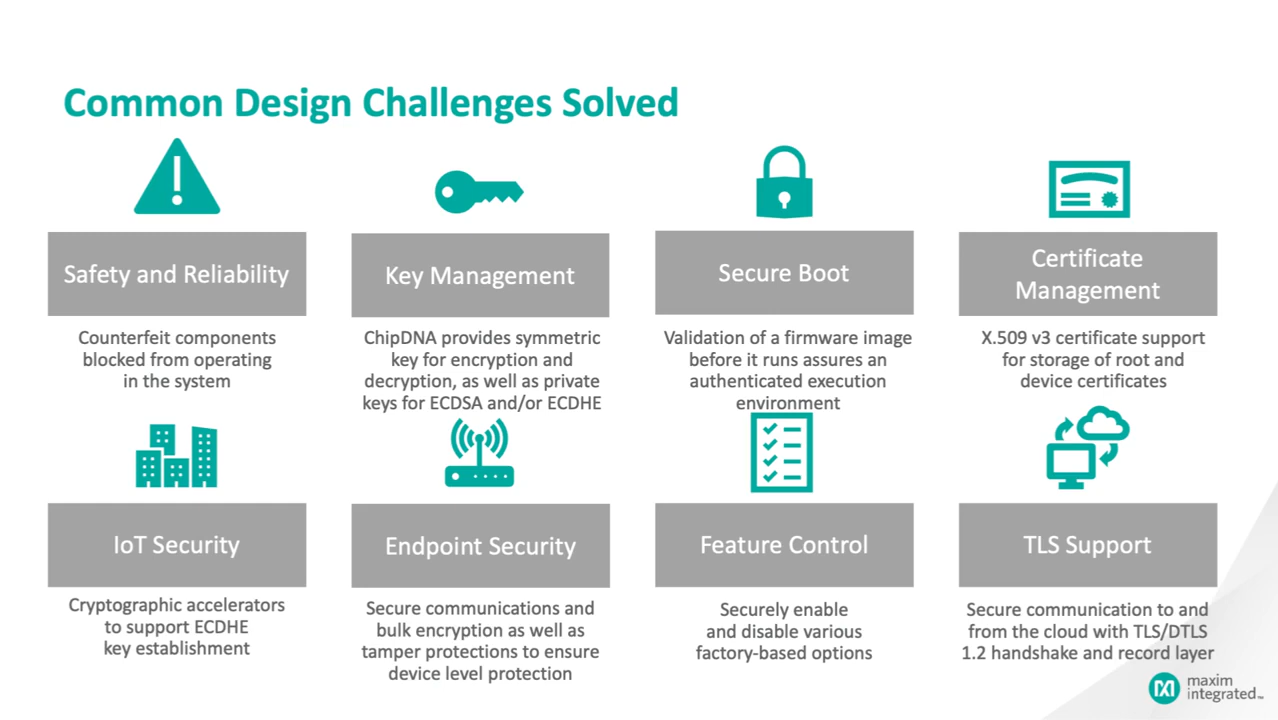 Common Design Challenges Solved
Safety and Reliability
Counterfeit components
blocked from operating
in the system
Key Management
ChipDNA provides symmetric
key for encryption and
decryption, as well as private
keys for ECDSA and/or ECDHE
Secure Boot
Validation of a firmware image
before it runs assures an
authenticated execution
environment
Certificate
Management
X.509 v3 certificate support
for storage of root and
device certificates
IoT Security
Cryptographic accelerators
to support ECDHE
key establishment
Endpoint Security
Secure communications and
bulk encryption as well as
tamper protections to ensure
device level protection
Feature Control
Securely enable
and disable various
factory-based options
TLS Support
Secure communication to and
from the cloud with TLS/DTLS
1.2 handshake and record layer
maxim
integrated™